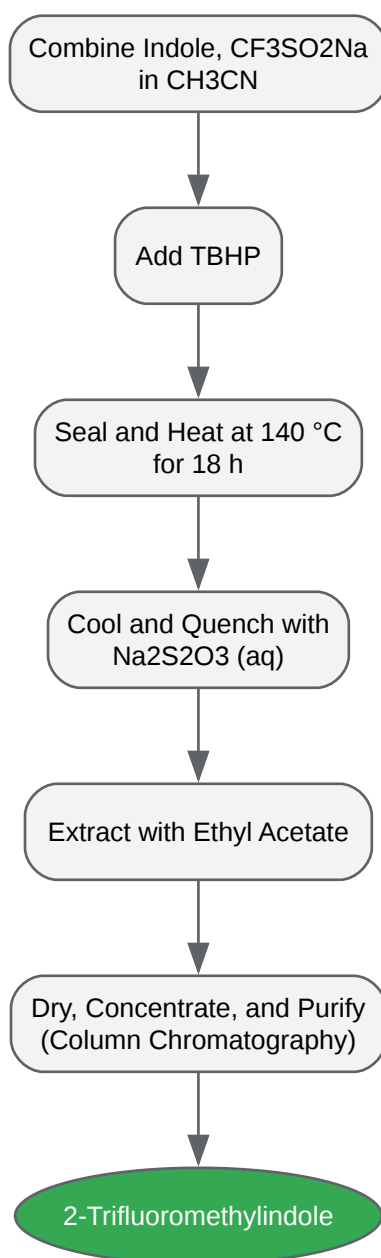 Combine Indole, CF3SO2Na
in CH3CN
Add TBHP
Seal and Heat at 140 °C
for 18 h
Cool and Quench with
Na2S2O3 (aq)
Extract with Ethyl Acetate
Dry, Concentrate, and Purify
(Column Chromatography)
2-Trifluoromethylindole